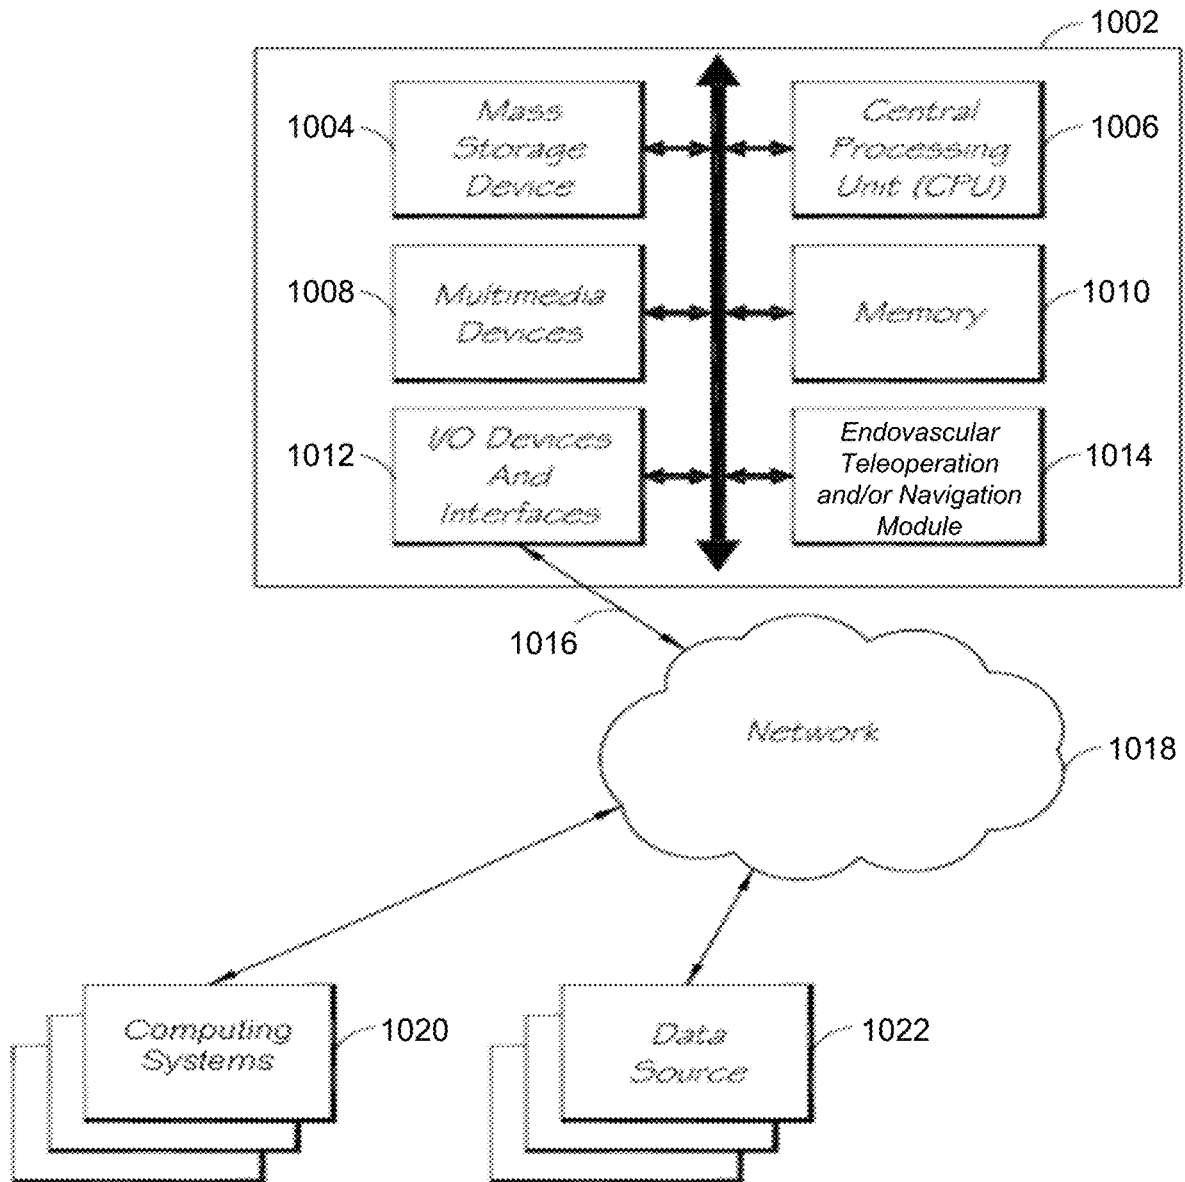 1002
1004
Mass
Storage
Device
Central
Processing
Unit (CPU)
1006
1008
Multimedia
Devices
Memory
1010
1012
I/O Devices
And
Interfaces
Endovascular
Teleoperation
and/or Navigation
Module
1014
1016
Network
1018
Computing
Systems
1020
Data
Source
1022